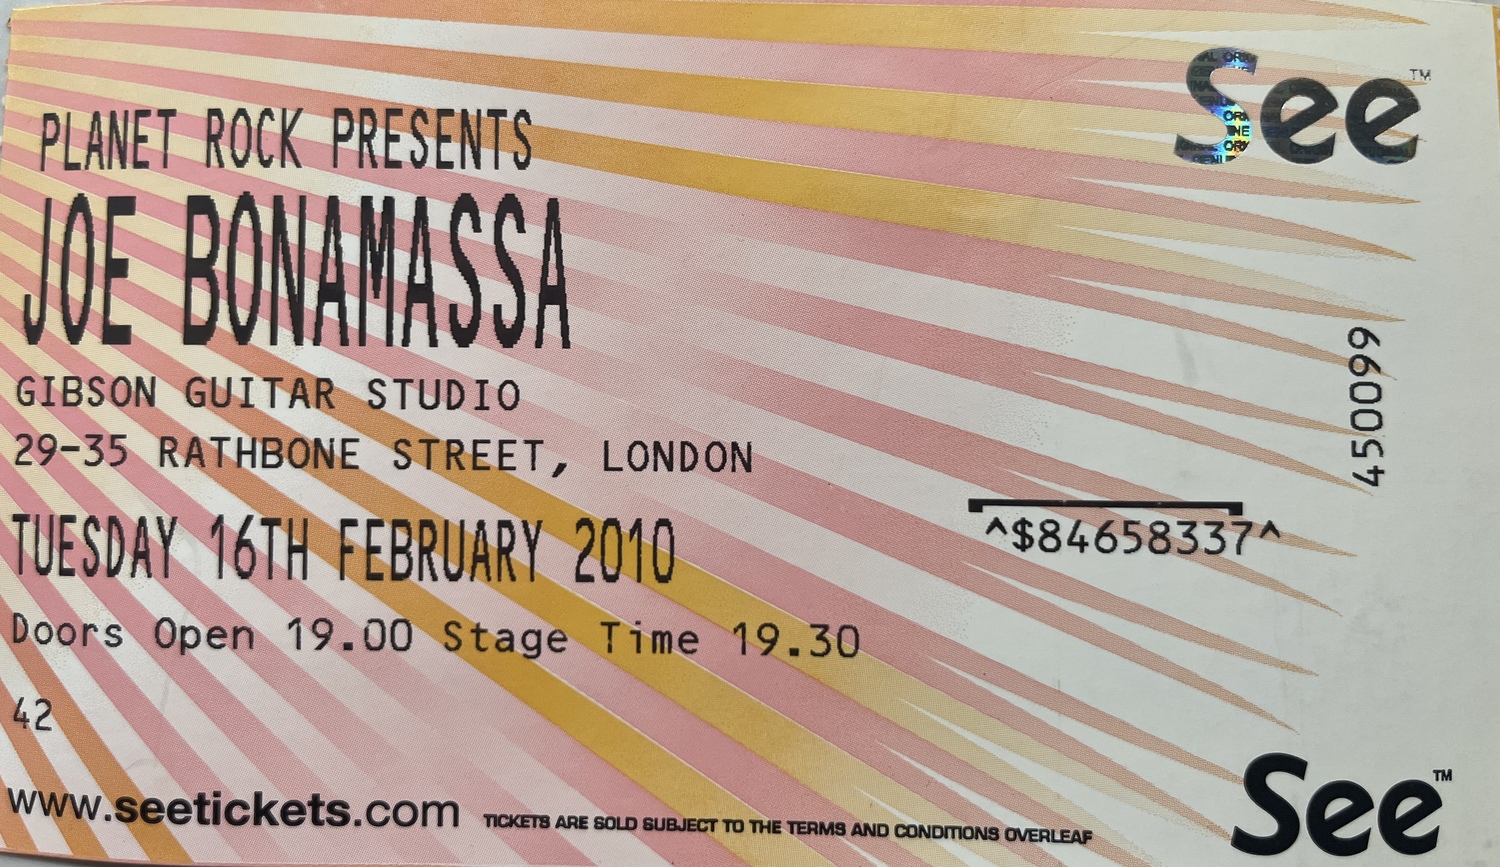 See™
PLANET ROCK PRESENTS
JOE BONAMASSA
GIBSON GUITAR STUDIO
29-35 RATHBONE STREET, LONDON
TUESDAY 16TH FEBRUARY 2010
Doors Open 19.00 Stage Time 19.30
42
450099
^$84658337^
www.seetickets.com
TICKETS ARE SOLD SUBJECT TO THE TERMS AND CONDITIONS OVERLEAF
See™